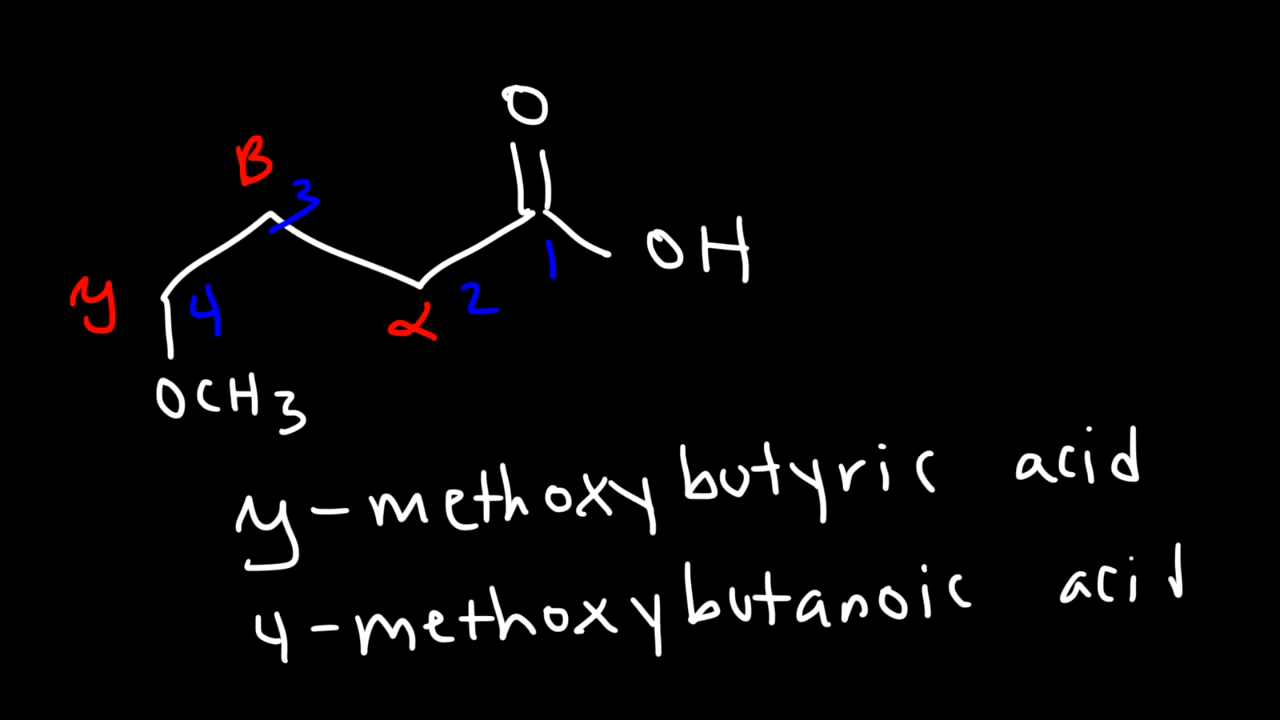 O
B
3
OH
y
4
2
1
α
OCH3
y-methoxybutyric acid
4-methoxybutanoic acid